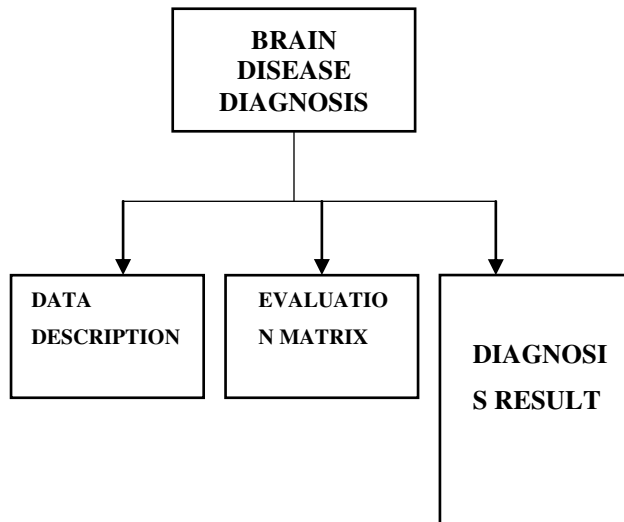 BRAIN
DISEASE
DIAGNOSIS
DATA
DESCRIPTION
EVALUATIO
N MATRIX
DIAGNOSI
S RESULT